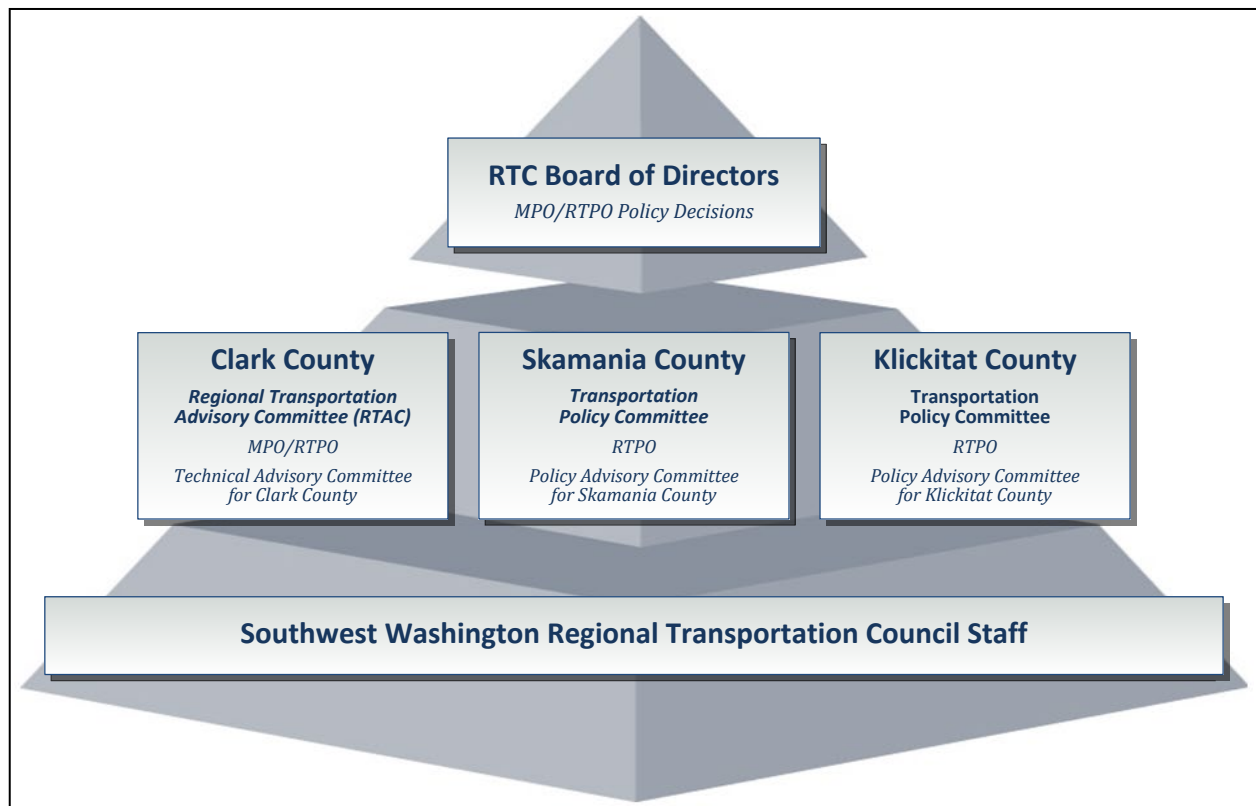 RTC Board of Directors
MPO/RTPO Policy Decisions
Clark County
Regional Transportation
Advisory Committee (RTAC)
MPO/RTPO
Technical Advisory Committee
for Clark County
Skamania County
Transportation
Policy Committee
RTPO
Policy Advisory Committee
for Skamania County
Klickitat County
Transportation
Policy Committee
RTPO
Policy Advisory Committee
for Klickitat County
Southwest Washington Regional Transportation Council Staff